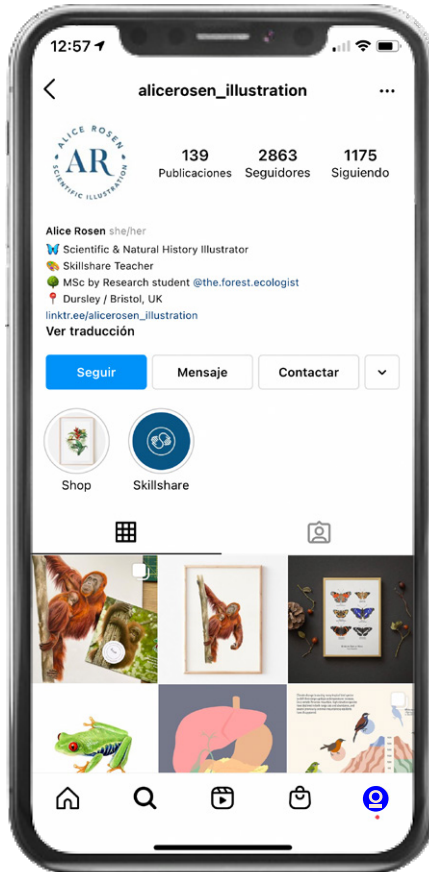 12:57
alicerosen_illustration
ALICE ROSEN
AR
SCIENTIFIC ILLUSTRATION
139 2863 1175
Publicaciones Seguidores Siguiendo
Alice Rosen she/her
Scientific & Natural History Illustrator
Skillshare Teacher
MSc by Research student @the.forest.ecologist
Dursley / Bristol, UK
linktr.ee/alicerosen_illustration
Ver traducción
Seguir Mensaje Contactar
Shop Skillshare